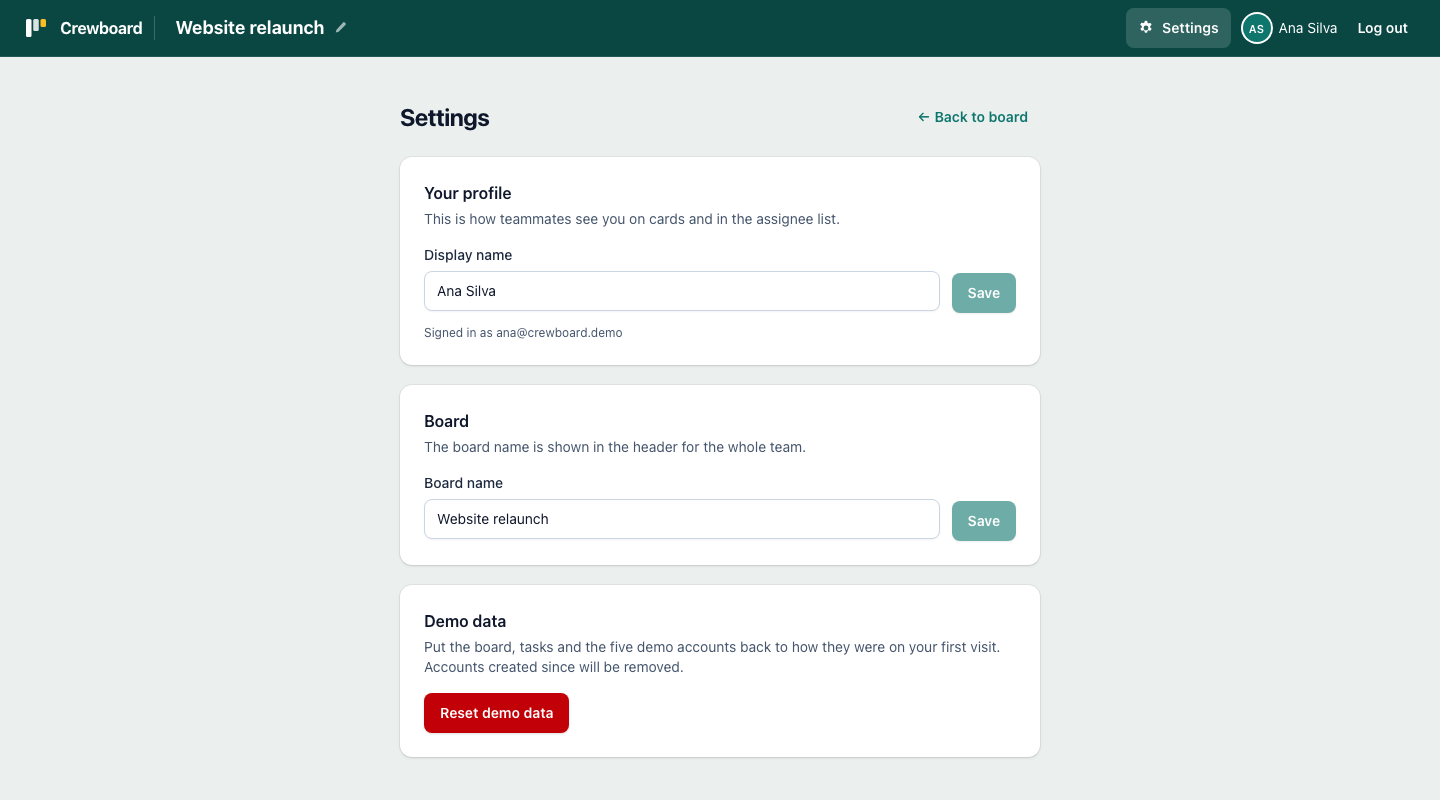 Crewboard
Website relaunch
Settings
AS
Ana Silva
Log out
Settings
← Back to board
Your profile
This is how teammates see you on cards and in the assignee list.
Display name
Ana Silva
Save
Signed in as ana@crewboard.demo
Board
The board name is shown in the header for the whole team.
Board name
Website relaunch
Save
Demo data
Put the board, tasks and the five demo accounts back to how they were on your first visit.
Accounts created since will be removed.
Reset demo data